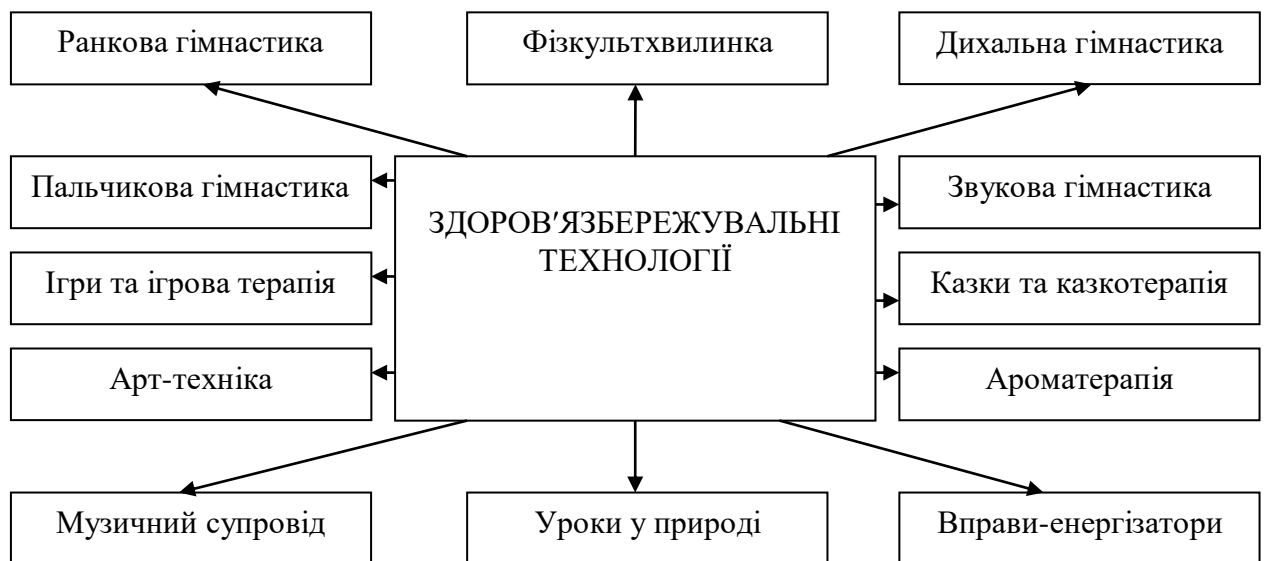 Ранкова гімнастика
Фізкультхвилинка
Дихальна гімнастика
Пальчикова гімнастика
ЗДОРОВ′ЯЗБЕРЕЖУВАЛЬНІ
ТЕХНОЛОГІЇ
Звукова гімнастика
Ігри та ігрова терапія
Казки та казкотерапія
Арт-техніка
Ароматерапія
Музичний супровід
Уроки у природі
Вправи-енергізатори